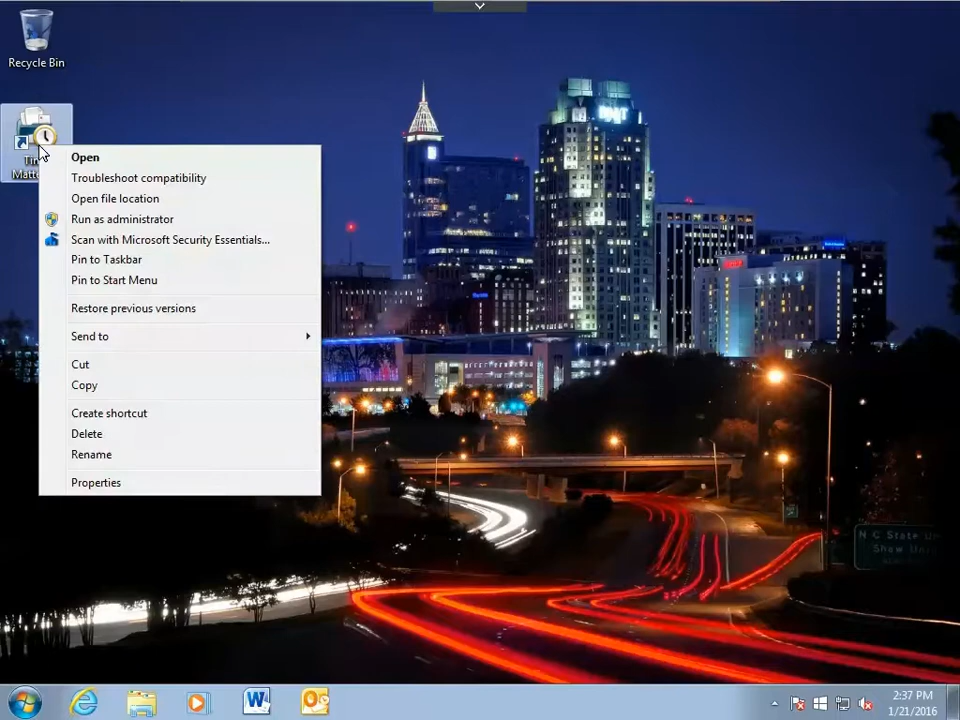 Recycle Bin
Open
Troubleshoot compatibility
Open file location
Run as administrator
Scan with Microsoft Security Essentials...
Pin to Taskbar
Pin to Start Menu
Restore previous versions
Send to
Cut
Copy
Create shortcut
Delete
Rename
Properties
2:37 PM
1/21/2016